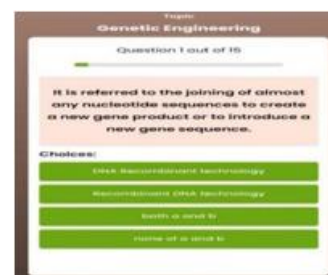 Topic
Genetic Engineering
Question 1 out of 15
It is referred to the joining of almost
any nucleotide sequences to create
a new gene product or to introduce a
new gene sequence.
Choices:
DNA Recombinant technology
Recombinant DNA technology
both a and b
none of a and b